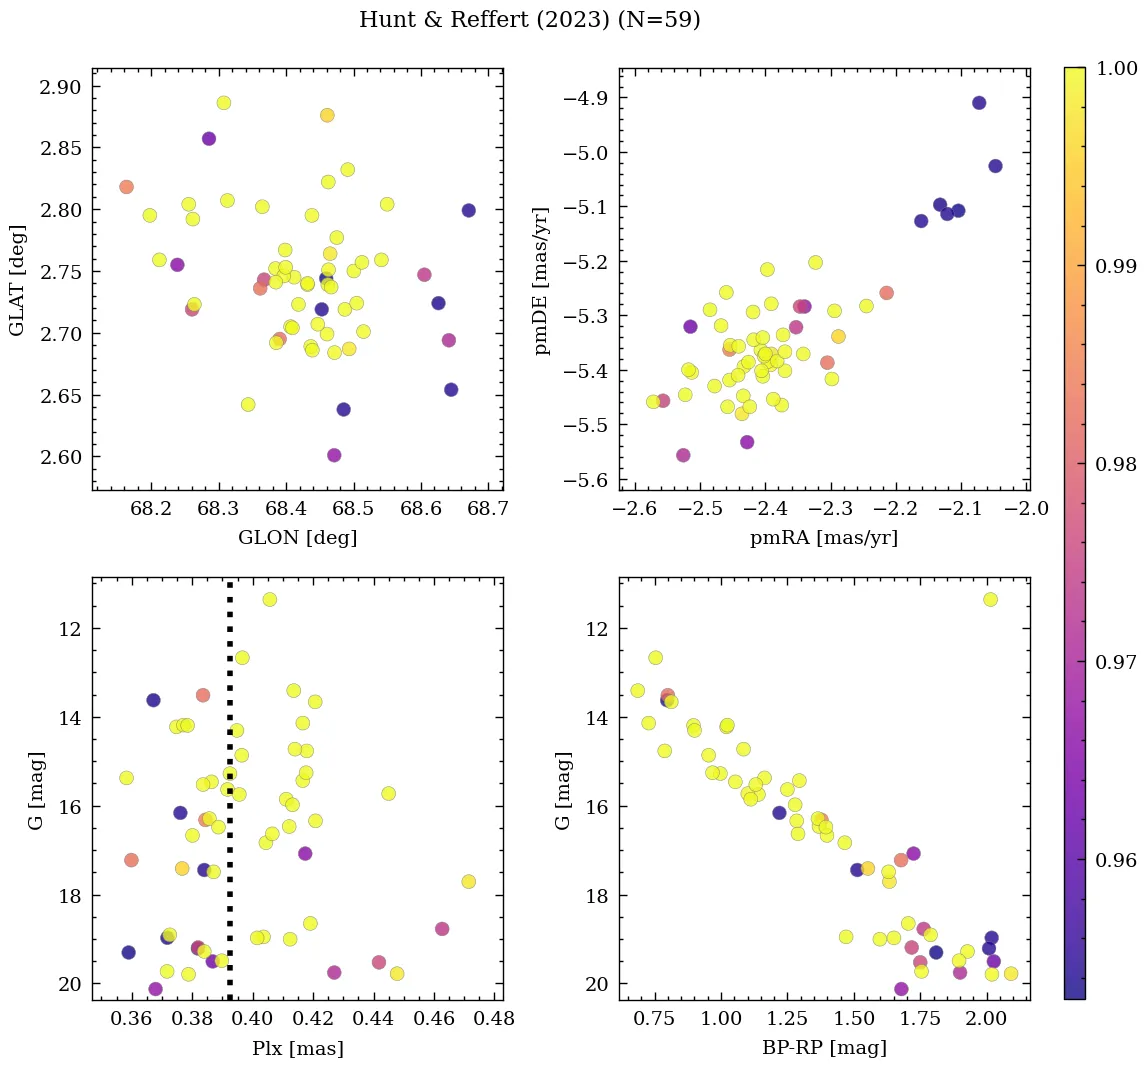 Hunt & Reffert (2023) (N=59)
2.90
2.85
2.80
2.75
2.70
2.65
2.60
GLAT [deg]
68.2 68.3 68.4 68.5 68.6 68.7
GLON [deg]
−4.9
−5.0
−5.1
−5.2
−5.3
−5.4
−5.5
−5.6
pmDE [mas/yr]
−2.6 −2.5 −2.4 −2.3 −2.2 −2.1 −2.0
pmRA [mas/yr]
1.00
0.99
0.98
0.97
0.96
12
14
16
18
20
G [mag]
0.36 0.38 0.40 0.42 0.44 0.46 0.48
Plx [mas]
12
14
16
18
20
G [mag]
0.75 1.00 1.25 1.50 1.75 2.00
BP-RP [mag]